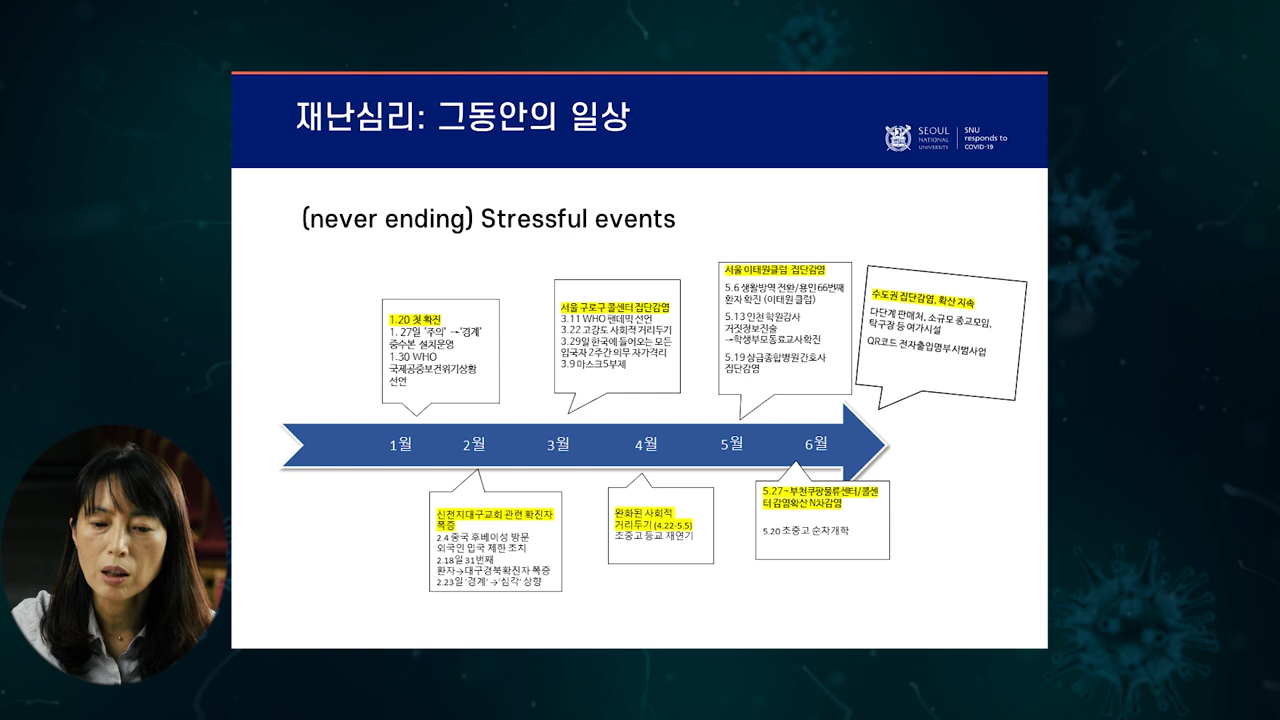 재난심리: 그동안의 일상
SEOUL
NATIONAL
UNIVERSITY
SNU
responds to
COVID-19
(never ending) Stressful events
1.20 첫 확진
1. 27일 '주의' →'경계'
중수본 설치운영
1.30 WHO
국제공중보건위기상황
선언
서울 구로구 콜센터 집단감염
3.11 WHO 팬데믹 선언
3.22 고강도 사회적 거리두기
3.29일 한국에 들어오는 모든
입국자 2주간 의무 자가격리
3.9 마스크 5부제
서울 이태원클럽 집단감염
5.6 생활방역 전환/용인 66번째
환자 확진 (이태원 클럽)
5.13 인천 학원강사
거짓정보진술
→학생부모동료교사확진
5.19 상급종합병원 간호사
집단감염
수도권 집단감염, 확산 지속
다단계 판매처, 소규모 종교모임,
탁구장 등 여가시설
QR코드 전자출입명부시범사업
1월 2월 3월 4월 5월 6월
신천지대구교회 관련 확진자
폭증
2.4 중국 후베이성 방문
외국인 입국 제한 조치
2.18일 31번째
환자→대구경북확진자 폭증
2.23일 '경계' →'심각' 상향
완화된 사회적
거리두기 (4.22-5.5)
초중고 등교 재연기
5.27~부천쿠팡물류센터/콜센
터 감염확산 N차감염
5.20 초중고 순차개학